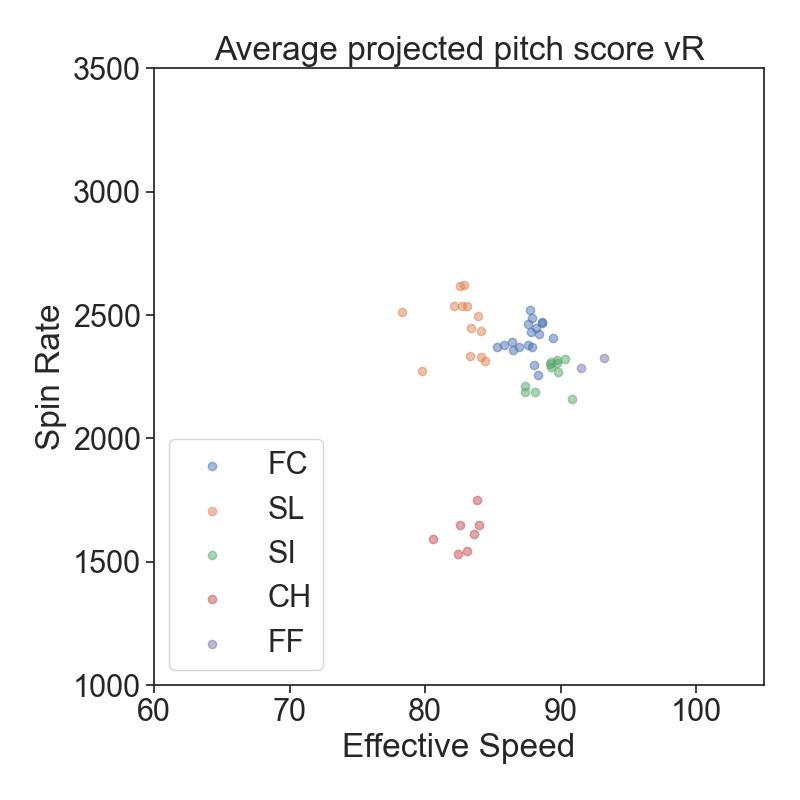 Average projected pitch score vR
3500
3000
2500
2000
1500
1000
Spin Rate
FC
SL
SI
CH
FF
60 70 80 90 100
Effective Speed